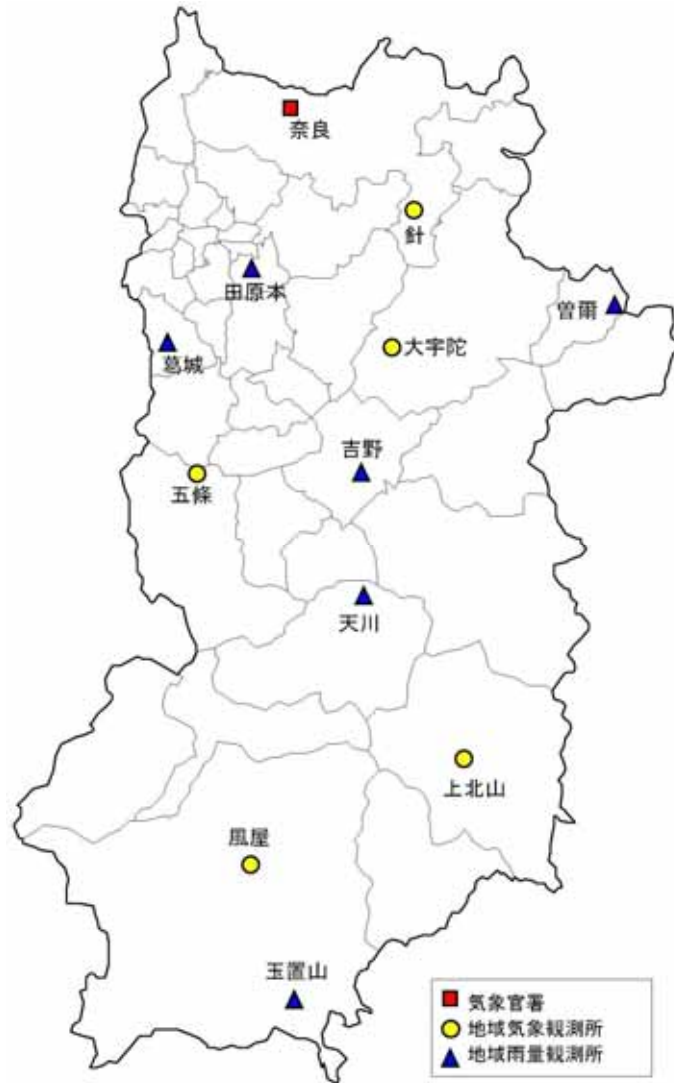 奈良
針
田原本
曽爾
葛城
大宇陀
吉野
五條
天川
上北山
風屋
玉置山
気象官署
地域気象観測所
地域雨量観測所